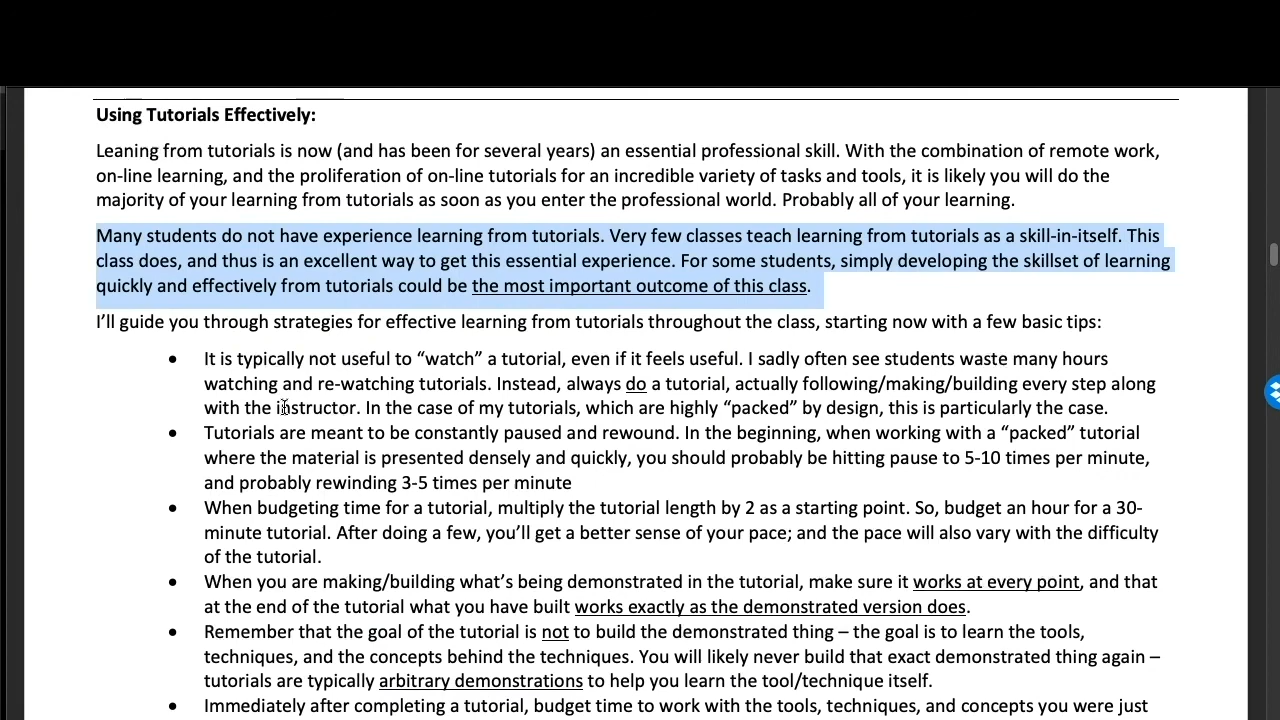 Using Tutorials Effectively:
Leaning from tutorials is now (and has been for several years) an essential professional skill. With the combination of remote work,
on-line learning, and the proliferation of on-line tutorials for an incredible variety of tasks and tools, it is likely you will do the
majority of your learning from tutorials as soon as you enter the professional world. Probably all of your learning.
Many students do not have experience learning from tutorials. Very few classes teach learning from tutorials as a skill-in-itself. This
class does, and thus is an excellent way to get this essential experience. For some students, simply developing the skillset of learning
quickly and effectively from tutorials could be the most important outcome of this class.
I’ll guide you through strategies for effective learning from tutorials throughout the class, starting now with a few basic tips:
• It is typically not useful to “watch” a tutorial, even if it feels useful. I sadly often see students waste many hours
watching and re-watching tutorials. Instead, always do a tutorial, actually following/making/building every step along
with the instructor. In the case of my tutorials, which are highly “packed” by design, this is particularly the case.
• Tutorials are meant to be constantly paused and rewound. In the beginning, when working with a “packed” tutorial
where the material is presented densely and quickly, you should probably be hitting pause to 5-10 times per minute,
and probably rewinding 3-5 times per minute
• When budgeting time for a tutorial, multiply the tutorial length by 2 as a starting point. So, budget an hour for a 30-
minute tutorial. After doing a few, you’ll get a better sense of your pace; and the pace will also vary with the difficulty
of the tutorial.
• When you are making/building what’s being demonstrated in the tutorial, make sure it works at every point, and that
at the end of the tutorial what you have built works exactly as the demonstrated version does.
• Remember that the goal of the tutorial is not to build the demonstrated thing – the goal is to learn the tools,
techniques, and the concepts behind the techniques. You will likely never build that exact demonstrated thing again –
tutorials are typically arbitrary demonstrations to help you learn the tool/technique itself.
• Immediately after completing a tutorial, budget time to work with the tools, techniques, and concepts you were just